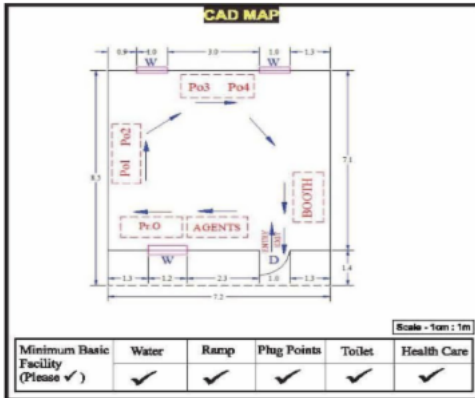 CAD MAP
0.9 1.0 3.0 1.0 1.3
W W
Po3 Po4
Po1 Po2
8.5
7.1
BOOTH
Pr.O AGENTS
ENTRY
EXIT
W D
1.3 1.2 2.3 1.0 1.3
1.4
7.2
Scale - 1cm : 1m
Minimum Basic Facility (Please ✓) Water Ramp Plug Points Toilet Health Care
✓ ✓ ✓ ✓ ✓